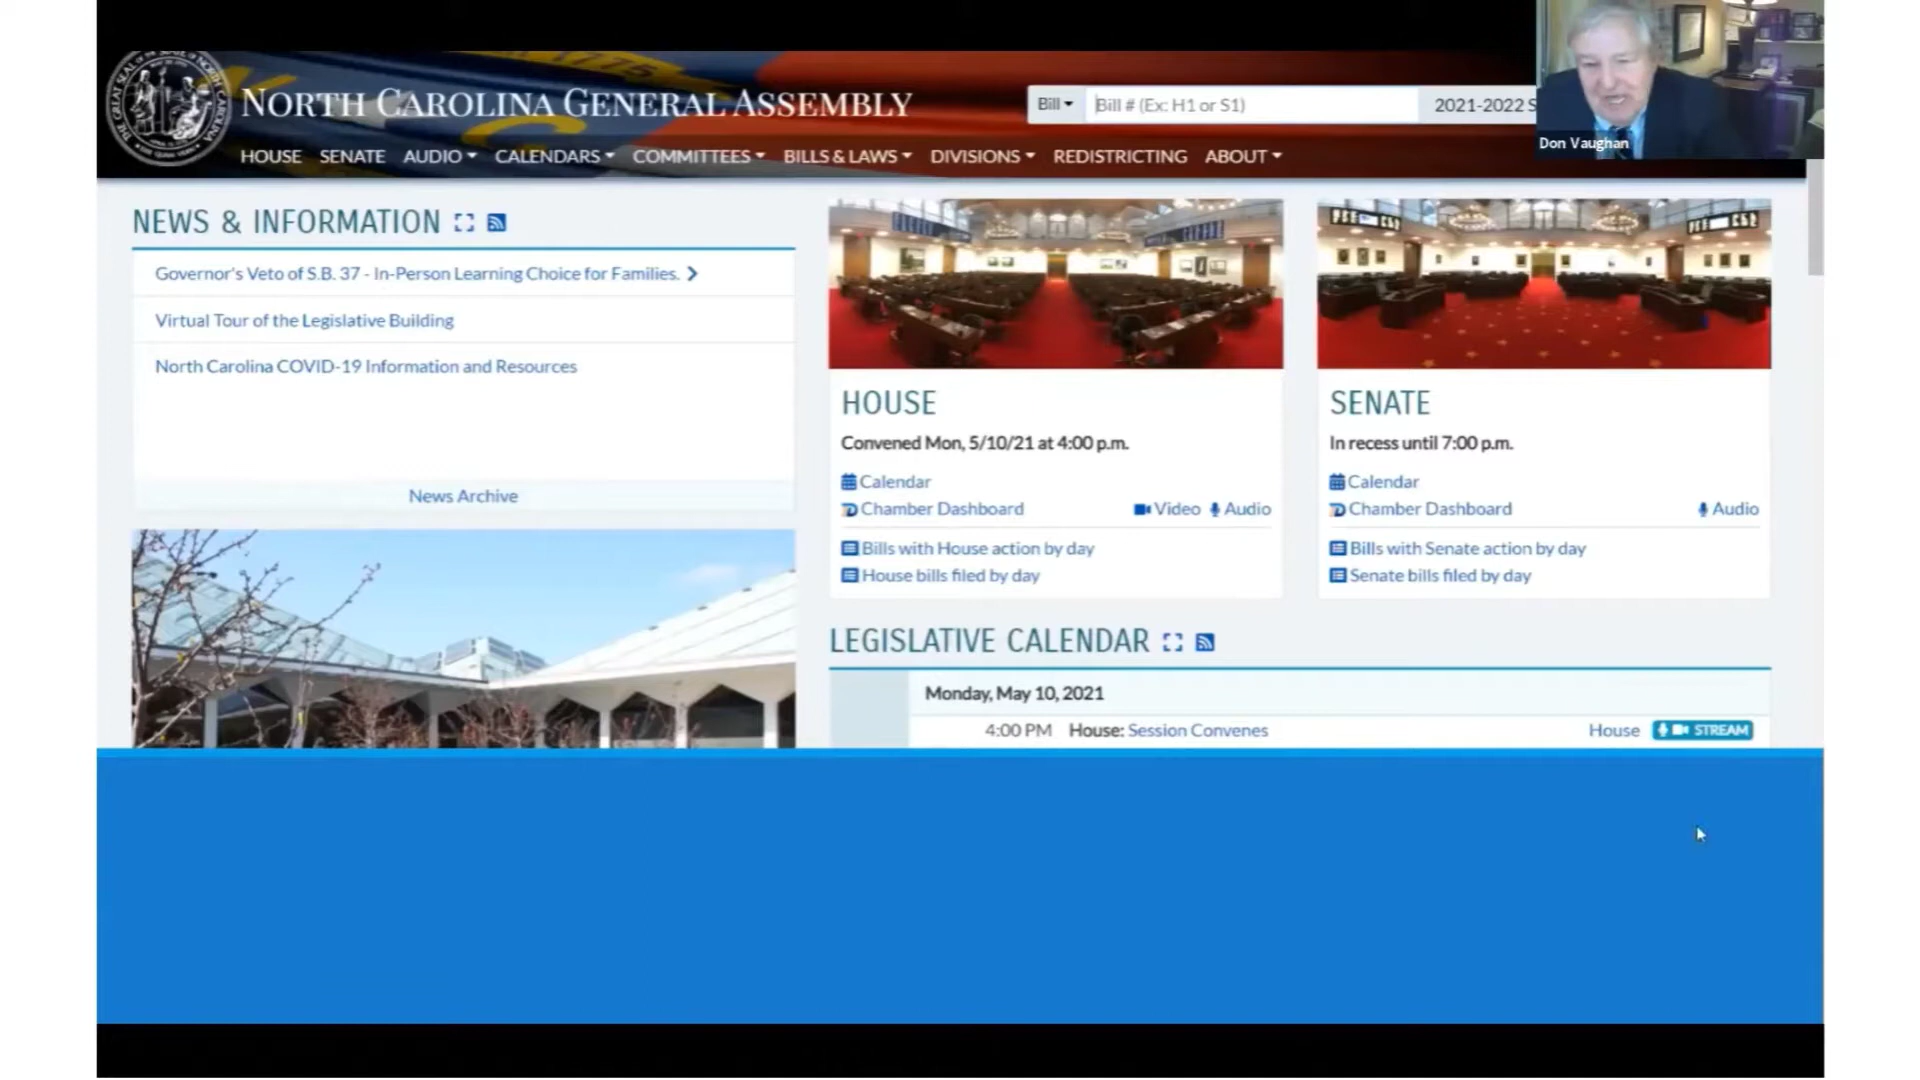 NORTH CAROLINA GENERAL ASSEMBLY
Bill
Bill # (Ex: H1 or S1)
2021-2022 S
Don Vaughan
HOUSE SENATE AUDIO CALENDARS COMMITTEES BILLS & LAWS DIVISIONS REDISTRICTING ABOUT
NEWS & INFORMATION
Governor's Veto of S.B. 37 - In-Person Learning Choice for Families.
Virtual Tour of the Legislative Building
North Carolina COVID-19 Information and Resources
News Archive
HOUSE
Convened Mon, 5/10/21 at 4:00 p.m.
Calendar
Chamber Dashboard Video Audio
Bills with House action by day
House bills filed by day
SENATE
In recess until 7:00 p.m.
Calendar
Chamber Dashboard Audio
Bills with Senate action by day
Senate bills filed by day
LEGISLATIVE CALENDAR
Monday, May 10, 2021
4:00 PM House: Session Convenes House STREAM